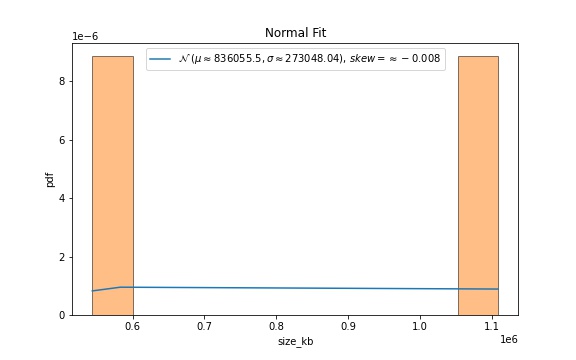 Normal Fit
1e−6
𝒩 (μ ≈ 836055.5, σ ≈ 273048.04), skew = ≈ − 0.008
8
6
4
2
0
pdf
0.6
0.7
0.8
0.9
1.0
1.1
1e6
size_kb